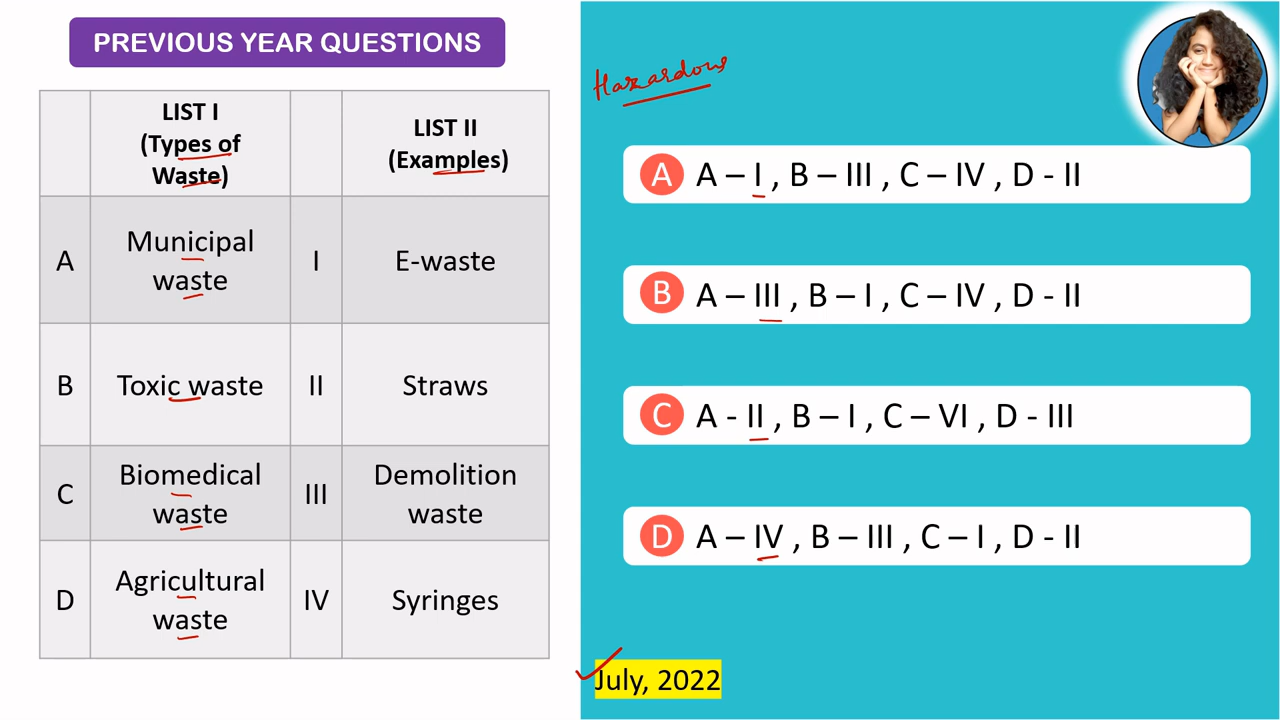 PREVIOUS YEAR QUESTIONS
LIST I
(Types of
Waste)
LIST II
(Examples)
A
Municipal
waste
I
E-waste
B
Toxic waste
II
Straws
C
Biomedical
waste
III
Demolition
waste
D
Agricultural
waste
IV
Syringes
Hazardous
A A – I , B – III , C – IV , D - II
B A – III , B – I , C – IV , D - II
C A - II , B – I , C – VI , D - III
D A – IV , B – III , C – I , D - II
July, 2022